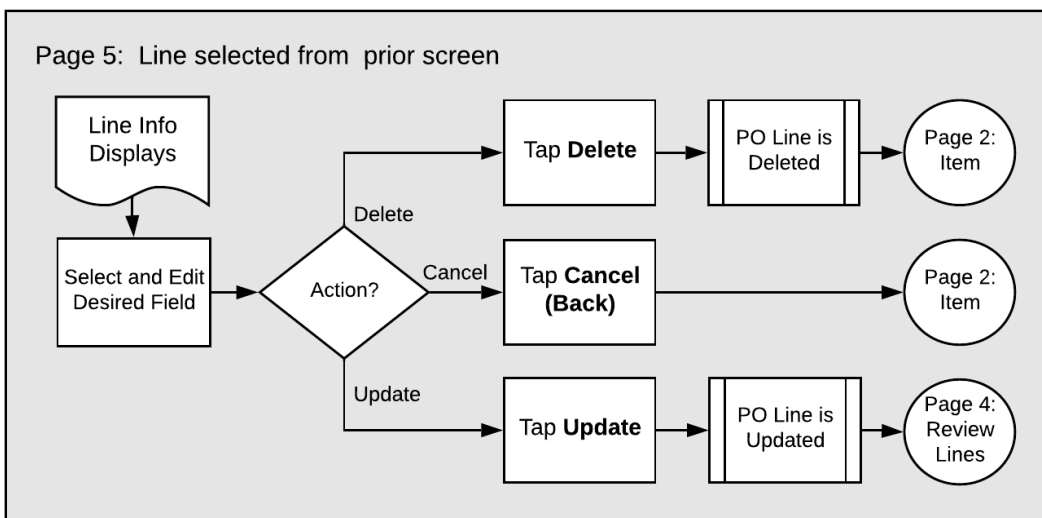 Page 5:  Line selected from  prior screen
Line Info
Displays
Select and Edit
Desired Field
Action?
Delete
Tap Delete
PO Line is
Deleted
Page 2:
Item
Cancel
Tap Cancel
(Back)
Page 2:
Item
Update
Tap Update
PO Line is
Updated
Page 4:
Review
Lines